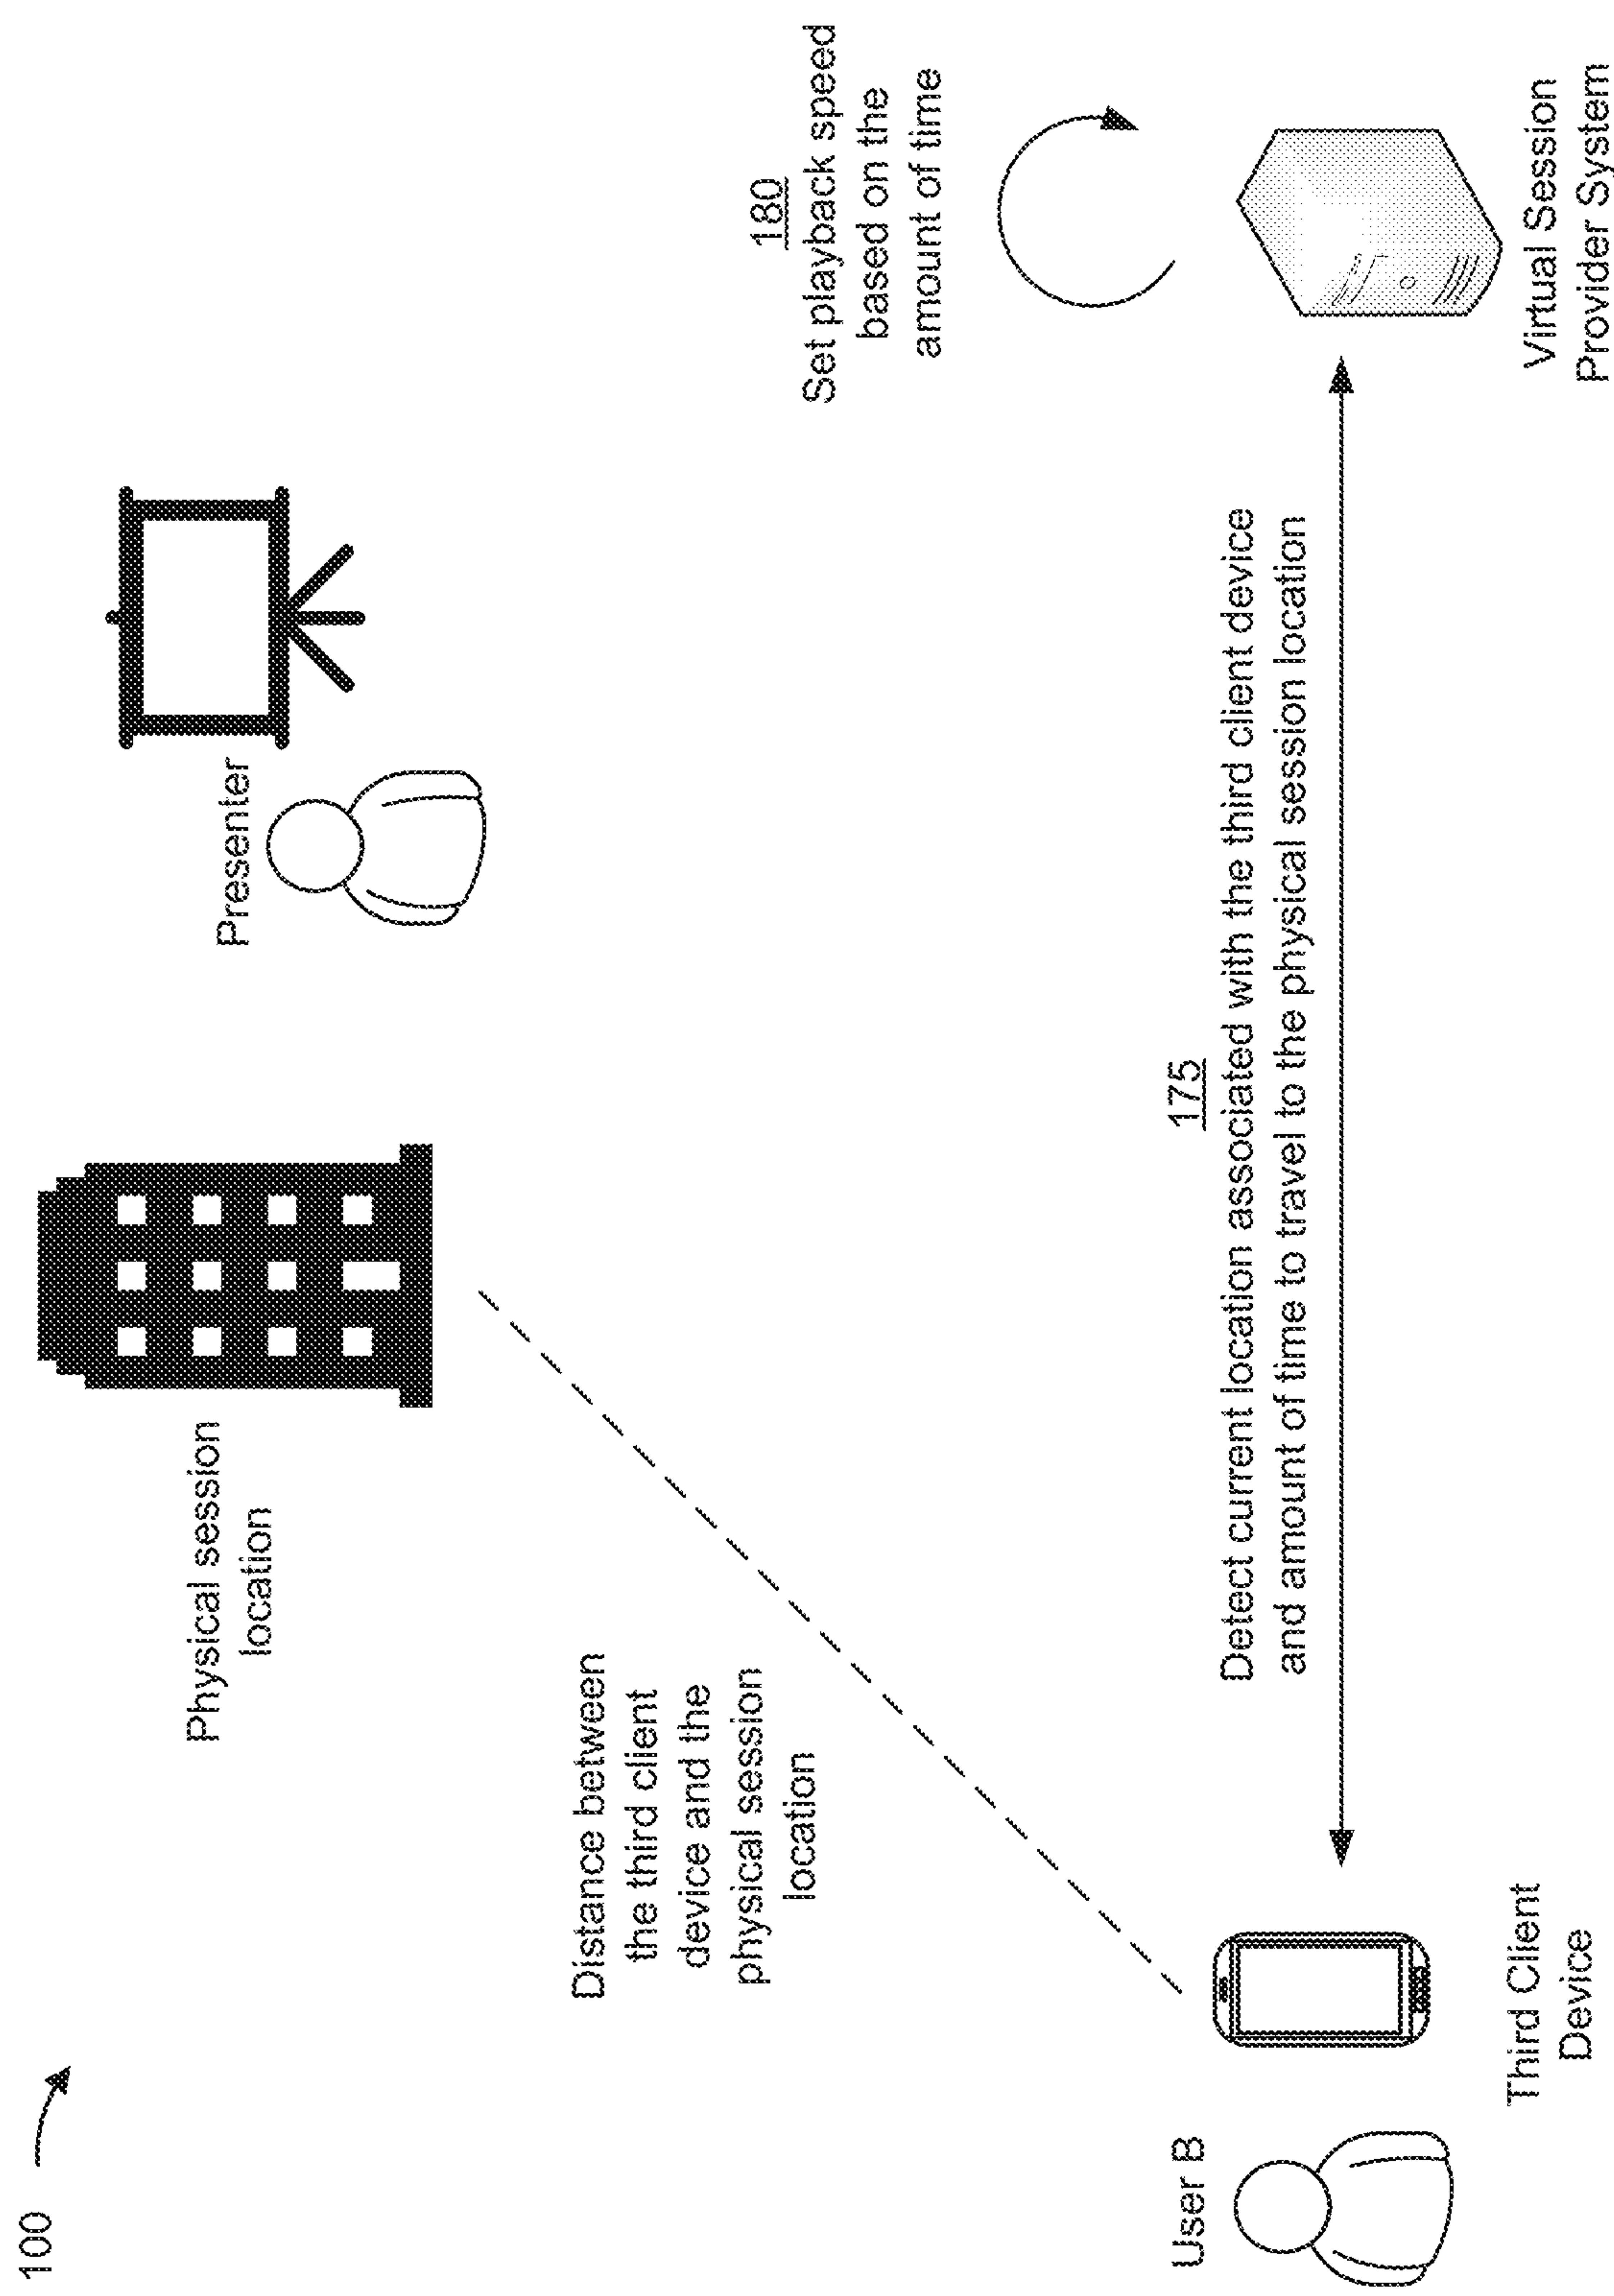 100
Physical session
location
Presenter
Distance between
the third client
device and the
physical session
location
180
Set playback speed
based on the
amount of time
User B
175
Detect current location associated with the third client device
and amount of time to travel to the physical session location
Third Client
Device
Virtual Session
Provider System